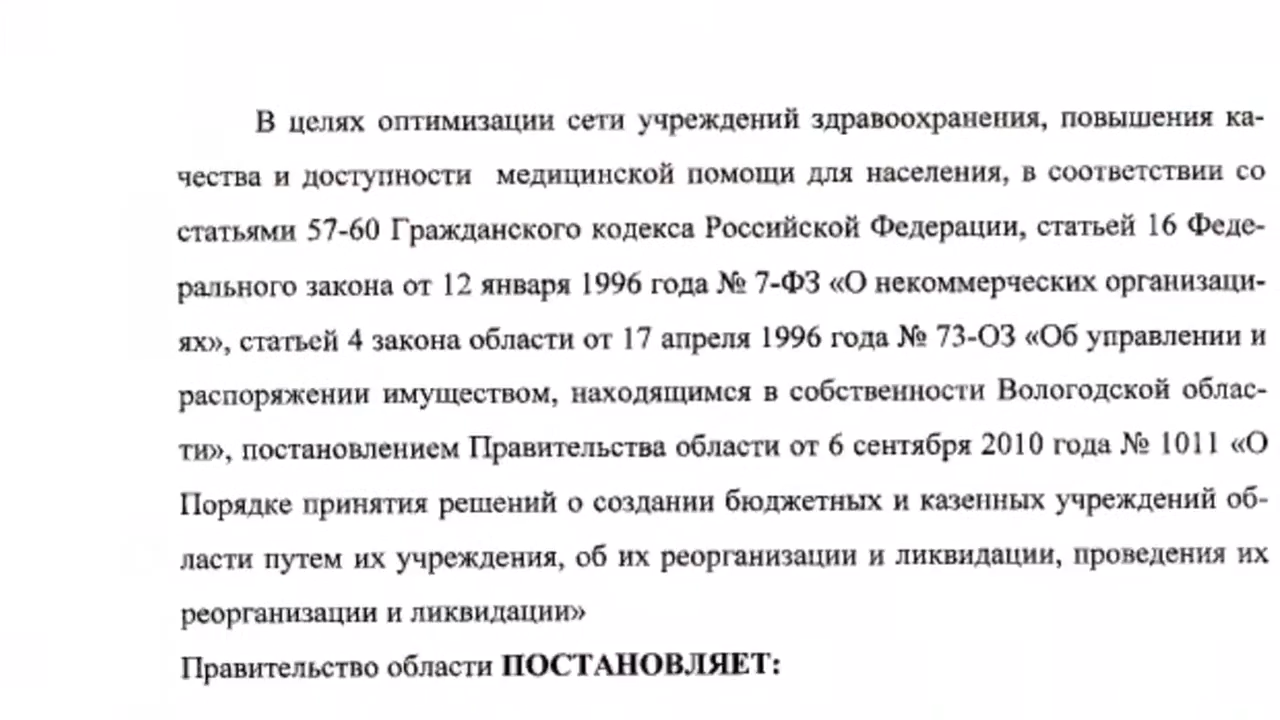 В целях оптимизации сети учреждений здравоохранения, повышения ка-
чества и доступности медицинской помощи для населения, в соответствии со
статьями 57-60 Гражданского кодекса Российской Федерации, статьей 16 Феде-
рального закона от 12 января 1996 года № 7-ФЗ «О некоммерческих организаци-
ях», статьей 4 закона области от 17 апреля 1996 года № 73-ОЗ «Об управлении и
распоряжении имуществом, находящимся в собственности Вологодской облас-
ти», постановлением Правительства области от 6 сентября 2010 года № 1011 «О
Порядке принятия решений о создании бюджетных и казенных учреждений об-
ласти путем их учреждения, об их реорганизации и ликвидации, проведения их
реорганизации и ликвидации»
Правительство области ПОСТАНОВЛЯЕТ: